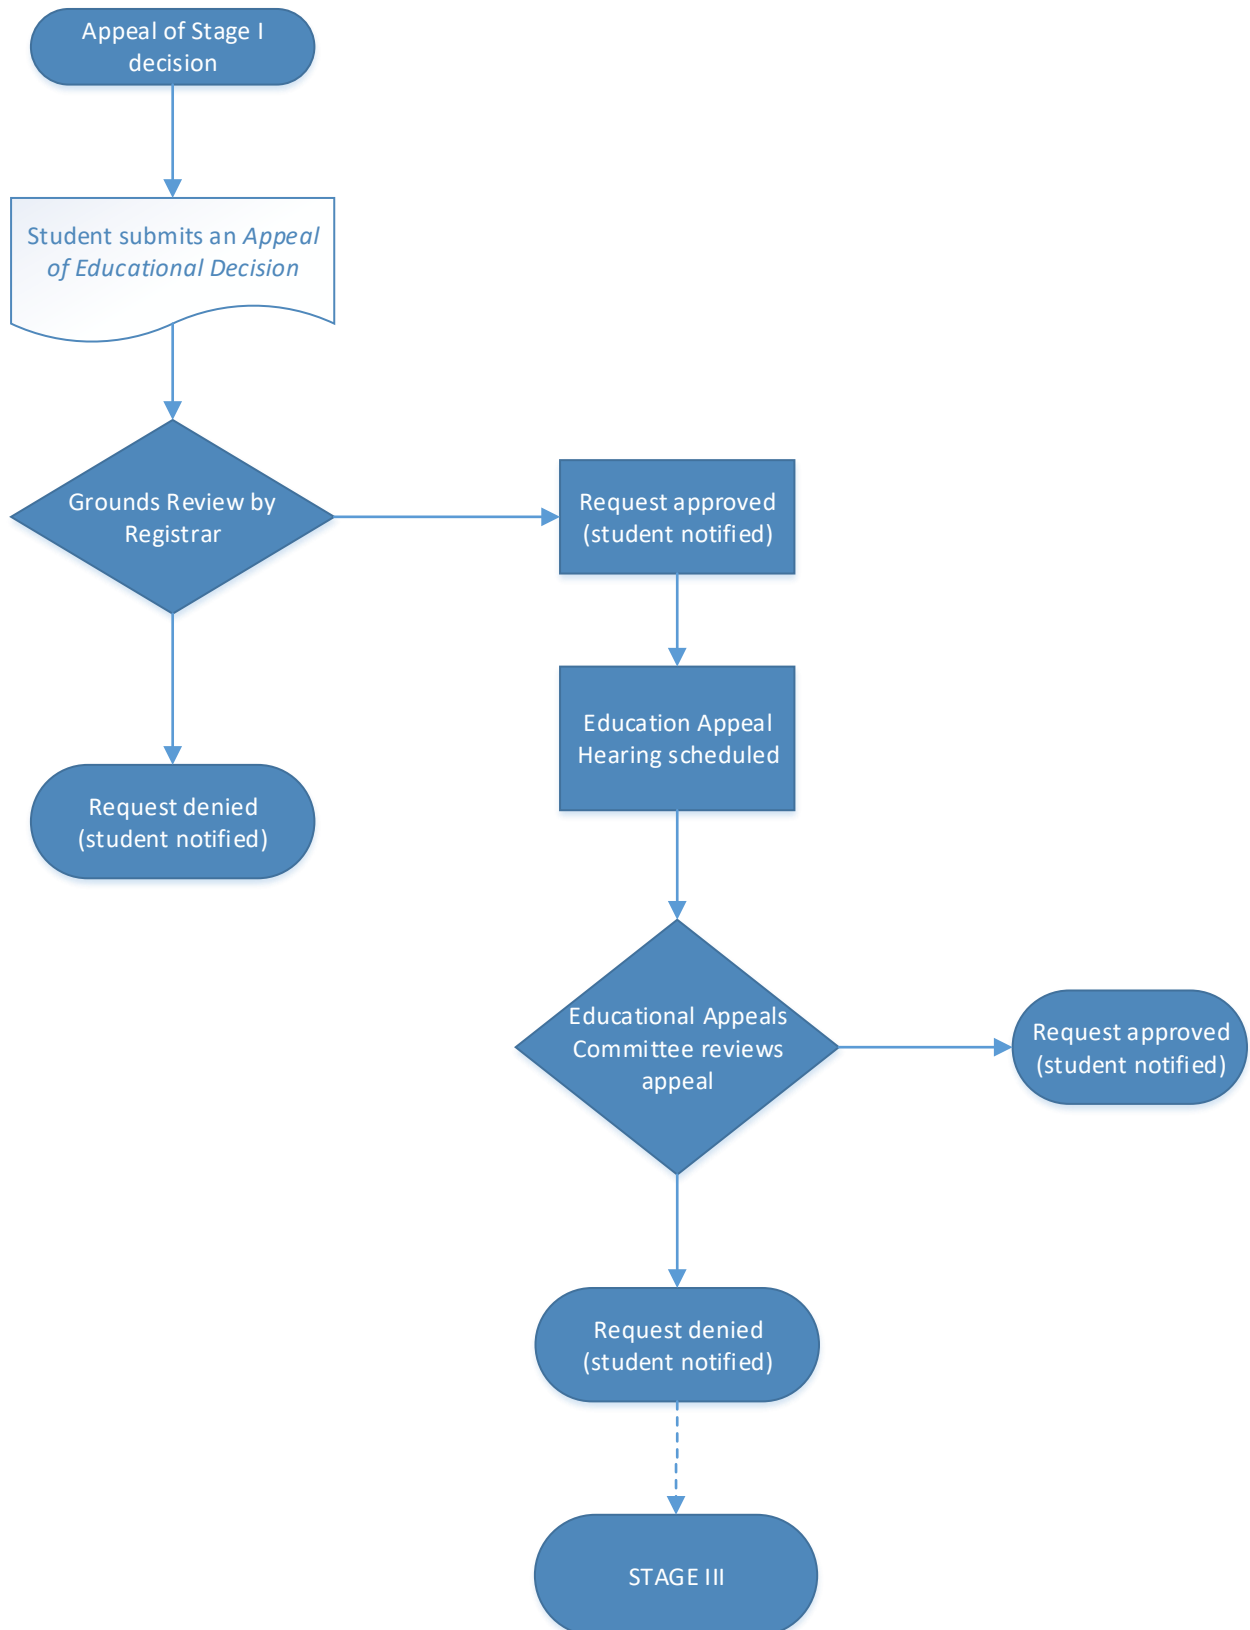 Appeal of Stage I
decision
Student submits an Appeal
of Educational Decision
Grounds Review by
Registrar
Request approved
(student notified)
Education Appeal
Hearing scheduled
Request denied
(student notified)
Educational Appeals
Committee reviews
appeal
Request approved
(student notified)
Request denied
(student notified)
STAGE III